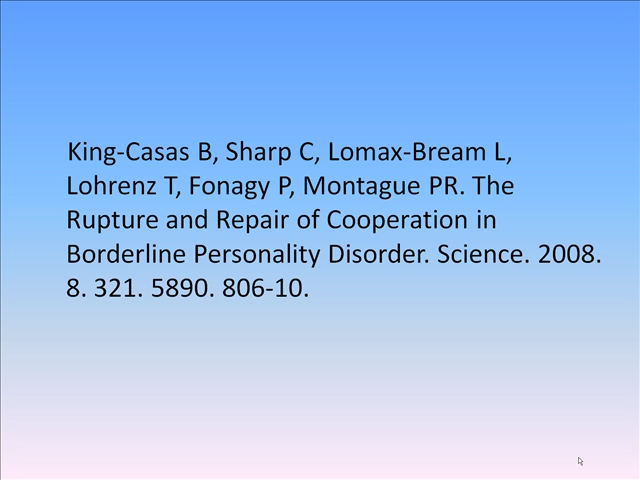 King-Casas B, Sharp C, Lomax-Bream L,
Lohrenz T, Fonagy P, Montague PR. The
Rupture and Repair of Cooperation in
Borderline Personality Disorder. Science. 2008.
8. 321. 5890. 806-10.